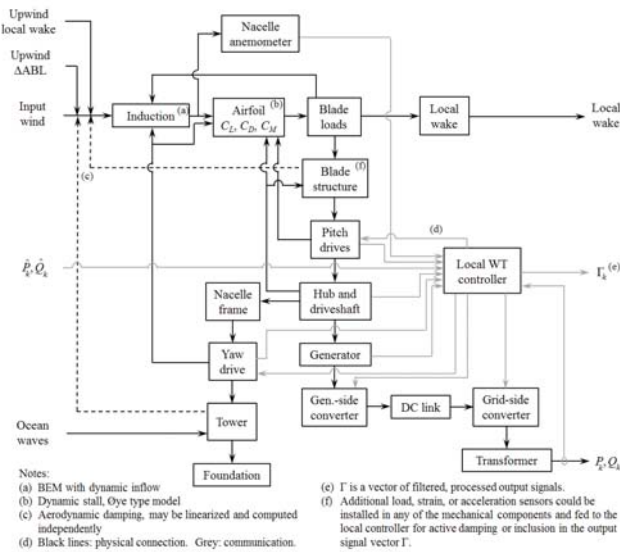 Upwind
local wake
Nacelle
anemometer
Upwind
ΔABL
Input
wind
Induction (a)
Airfoil (b)
C_L, C_D, C_M
Blade
loads
Local
wake
Local
wake
(c)
Blade (f)
structure
(d)
Pitch
drives
P̂_k, Q̂_k
Local WT
controller
Γ_k (e)
Nacelle
frame
Hub and
driveshaft
Yaw
drive
Generator
Gen.-side
converter
DC link
Grid-side
converter
Ocean
waves
Tower
Transformer
P_k, Q_k
Foundation
Notes:
(a) BEM with dynamic inflow
(b) Dynamic stall, Øye type model
(c) Aerodynamic damping, may be linearized and computed
independently
(d) Black lines: physical connection. Grey: communication.
(e) Γ is a vector of filtered, processed output signals.
(f) Additional load, strain, or acceleration sensors could be
installed in any of the mechanical components and fed to
the local controller for active damping or inclusion in the output
signal vector Γ.